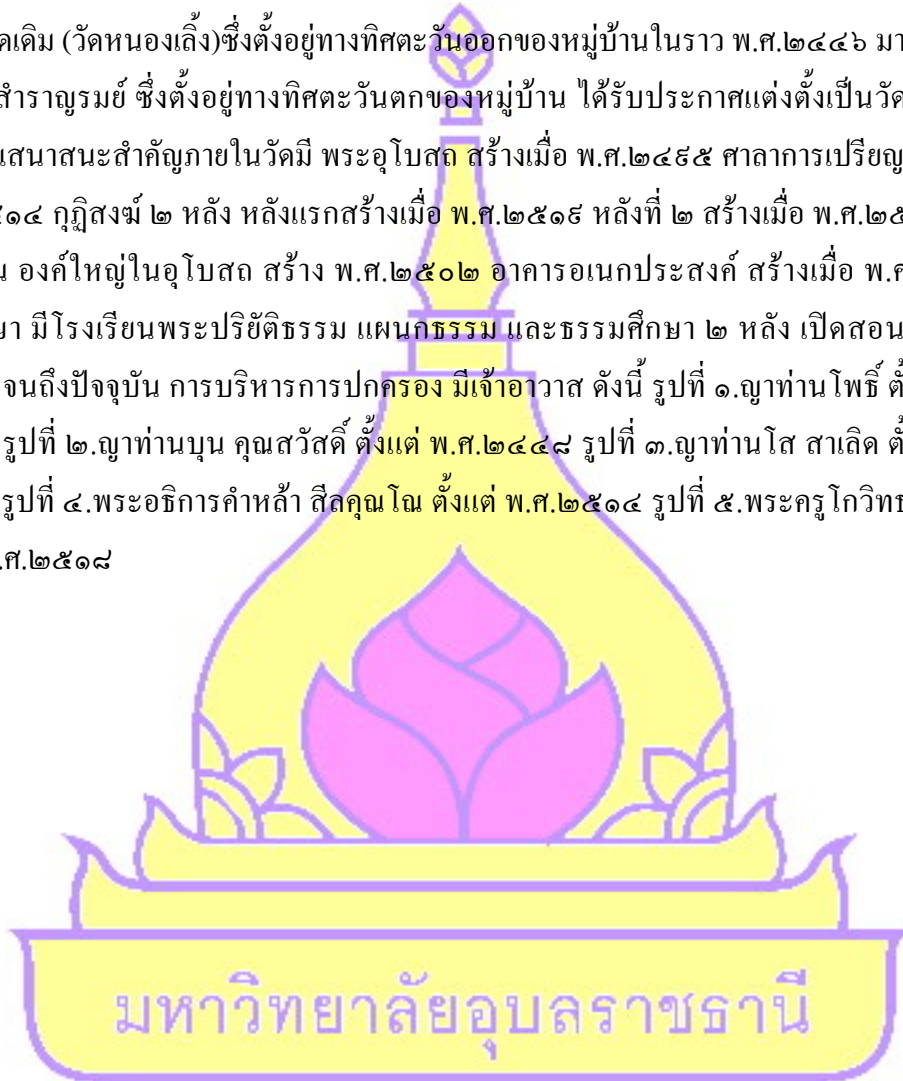 ดเดิม (วัดหนองเลิ้ง)ซึ่งตั้งอยู่ทางทิศตะวันออกของหมู่บ้านในราว พ.ศ.๒๔๔๖ มา
สำราญรมย์ ซึ่งตั้งอยู่ทางทิศตะวันตกของหมู่บ้าน ได้รับประกาศแต่งตั้งเป็นวัด
เสนาสนะสำคัญภายในวัดมี พระอุโบสถ สร้างเมื่อ พ.ศ.๒๔๙๕ ศาลาการเปรียญ
๑๔ กุฏิสงฆ์ ๒ หลัง หลังแรกสร้างเมื่อ พ.ศ.๒๕๑๙ หลังที่ ๒ สร้างเมื่อ พ.ศ.๒๕
น องค์ใหญ่ในอุโบสถ สร้าง พ.ศ.๒๕๐๒ อาคารอเนกประสงค์ สร้างเมื่อ พ.ศ
ษา มีโรงเรียนพระปริยัติธรรม แผนกธรรม และธรรมศึกษา ๒ หลัง เปิดสอน
จนถึงปัจจุบัน การบริหารการปกครอง มีเจ้าอาวาส ดังนี้ รูปที่ ๑.ญาท่านโพธิ์ ตั้
รูปที่ ๒.ญาท่านบุน คุณสวัสดิ์ ตั้งแต่ พ.ศ.๒๔๔๘ รูปที่ ๓.ญาท่านโส สาเลิด ตั้
รูปที่ ๔.พระอธิการคำหล้า สีลคุณโณ ตั้งแต่ พ.ศ.๒๕๑๔ รูปที่ ๕.พระครูโกวิท
.ศ.๒๕๑๘
มหาวิทยาลัยอุบลราชธานี